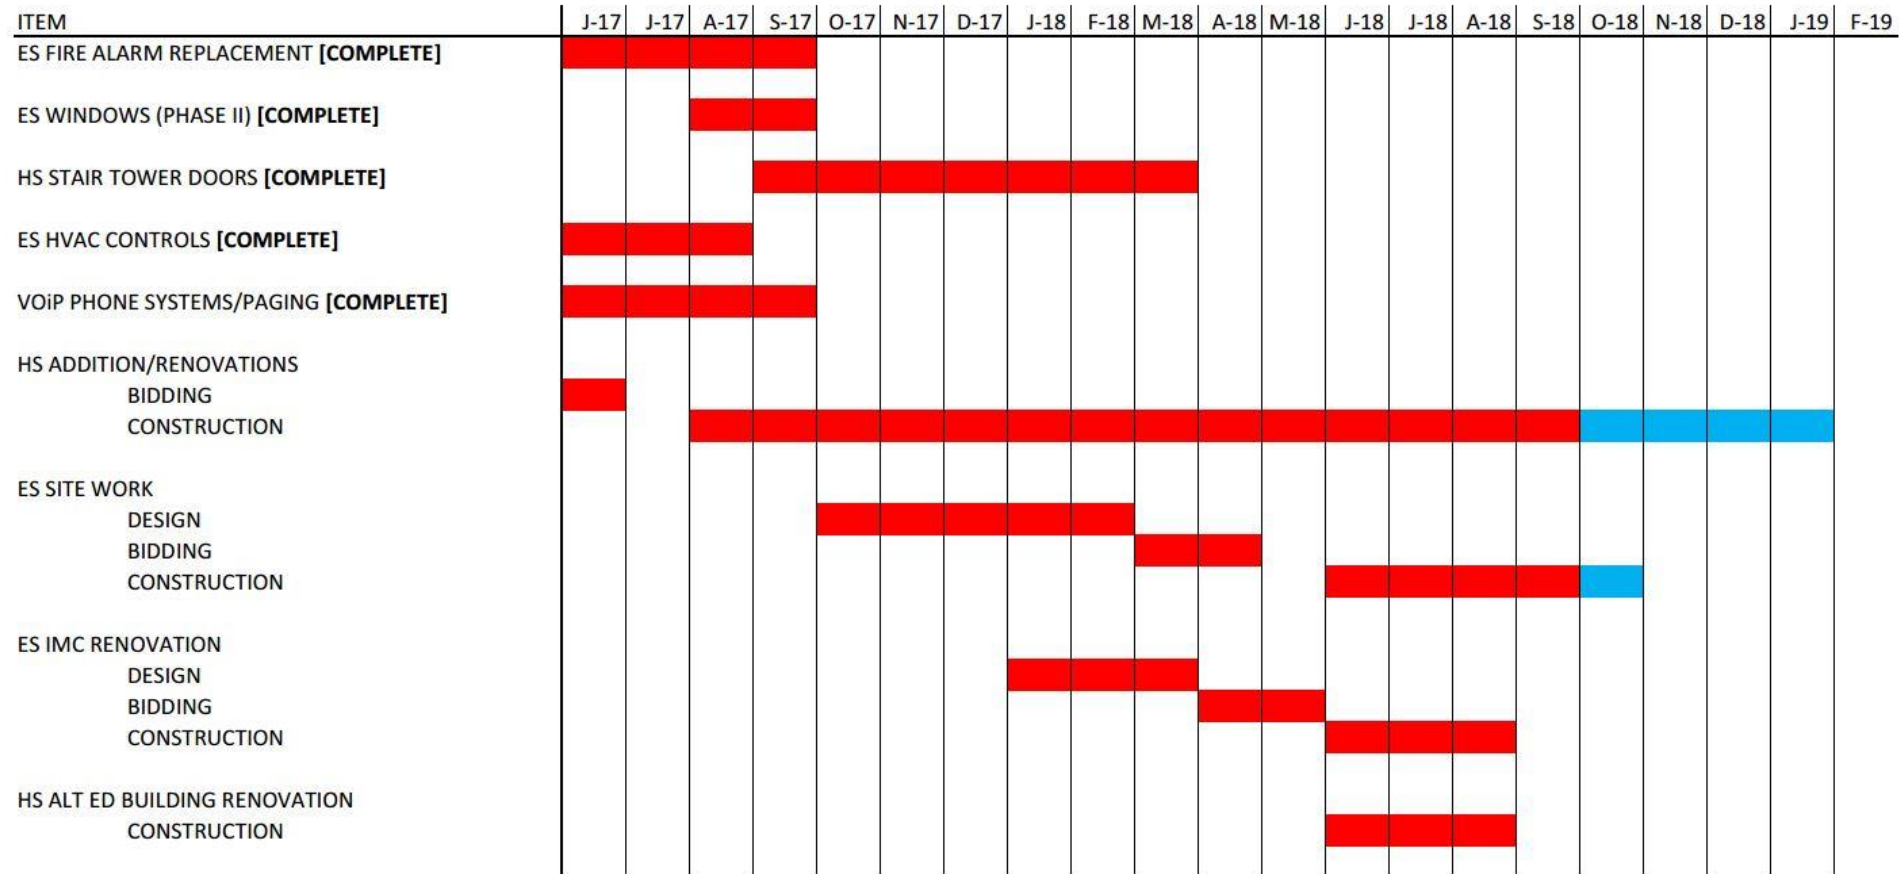 ITEM J-17 J-17 A-17 S-17 O-17 N-17 D-17 J-18 F-18 M-18 A-18 M-18 J-18 J-18 A-18 S-18 O-18 N-18 D-18 J-19 F-19
ES FIRE ALARM REPLACEMENT [COMPLETE]
ES WINDOWS (PHASE II) [COMPLETE]
HS STAIR TOWER DOORS [COMPLETE]
ES HVAC CONTROLS [COMPLETE]
VOiP PHONE SYSTEMS/PAGING [COMPLETE]
HS ADDITION/RENOVATIONS
BIDDING
CONSTRUCTION
ES SITE WORK
DESIGN
BIDDING
CONSTRUCTION
ES IMC RENOVATION
DESIGN
BIDDING
CONSTRUCTION
HS ALT ED BUILDING RENOVATION
CONSTRUCTION